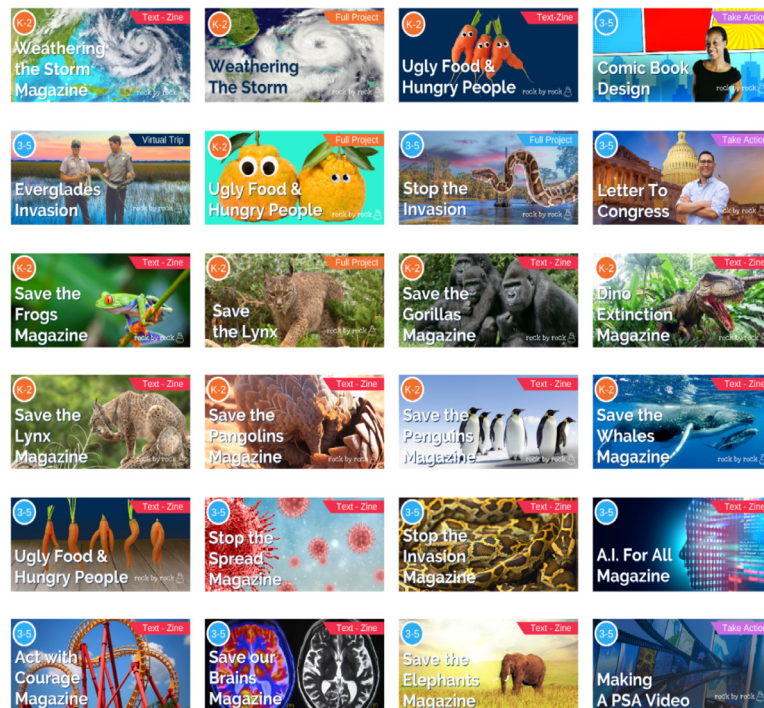 K-2
Text - Zine
Weathering
the Storm
Magazine
rock by rock
K-2
Full Project
Weathering
The Storm
rock by rock
K-2
Text-Zine
Ugly Food &
Hungry People
rock by rock
3-5
Take Action
Comic Book
Design
rock by rock
3-5
Virtual Trip
Everglades
Invasion
rock by rock
K-2
Full Project
Ugly Food &
Hungry People
rock by rock
3-5
Full Project
Stop the
Invasion
rock by rock
3-5
Take Action
Letter To
Congress
rock by rock
K-2
Text - Zine
Save the
Frogs
Magazine
rock by rock
K-2
Full Project
Save
the Lynx
rock by rock
K-2
Text - Zine
Save the
Gorillas
Magazine
rock by rock
K-2
Text - Zine
Dino
Extinction
Magazine
rock by rock
K-2
Text - Zine
Save the
Lynx
Magazine
rock by rock
K-2
Text - Zine
Save the
Pangolins
Magazine
rock by rock
K-2
Text - Zine
Save the
Penguins
Magazine
rock by rock
K-2
Text - Zine
Save the
Whales
Magazine
rock by rock
3-5
Text - Zine
Ugly Food &
Hungry People
rock by rock
3-5
Text - Zine
Stop the
Spread
Magazine
3-5
Text - Zine
Stop the
Invasion
Magazine
3-5
Text - Zine
A.I. For All
Magazine
3-5
Text - Zine
Act with
Courage
Magazine
3-5
Text - Zine
Save our
Brains
Magazine
3-5
Text - Zine
Save the
Elephants
Magazine
3-5
Take Action
Making
A PSA Video
rock by rock